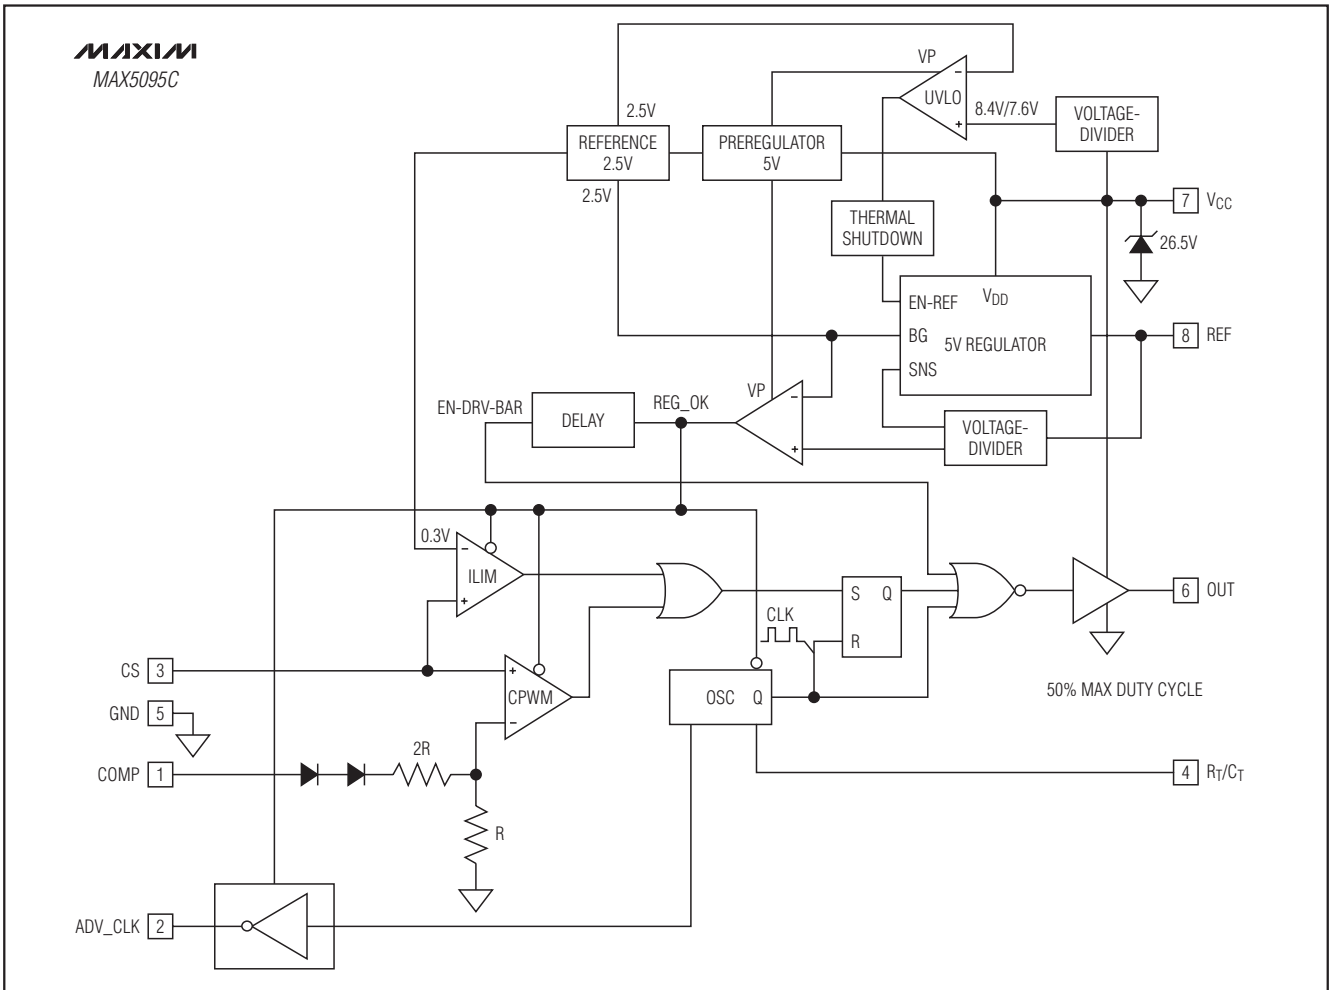 MAXIM
MAX5095C
VP
UVLO
8.4V/7.6V
VOLTAGE-
DIVIDER
2.5V
REFERENCE
2.5V
PREREGULATOR
5V
2.5V
7
VCC
THERMAL
SHUTDOWN
26.5V
EN-REF
VDD
BG
5V REGULATOR
SNS
8
REF
VP
EN-DRV-BAR
DELAY
REG_OK
VOLTAGE-
DIVIDER
-
+
-
+
0.3V
-
ILIM
+
S
Q
R
CLK
6
OUT
CS
3
+
CPWM
-
OSC
Q
50% MAX DUTY CYCLE
GND
5
COMP
1
2R
4
RT/CT
R
ADV_CLK
2